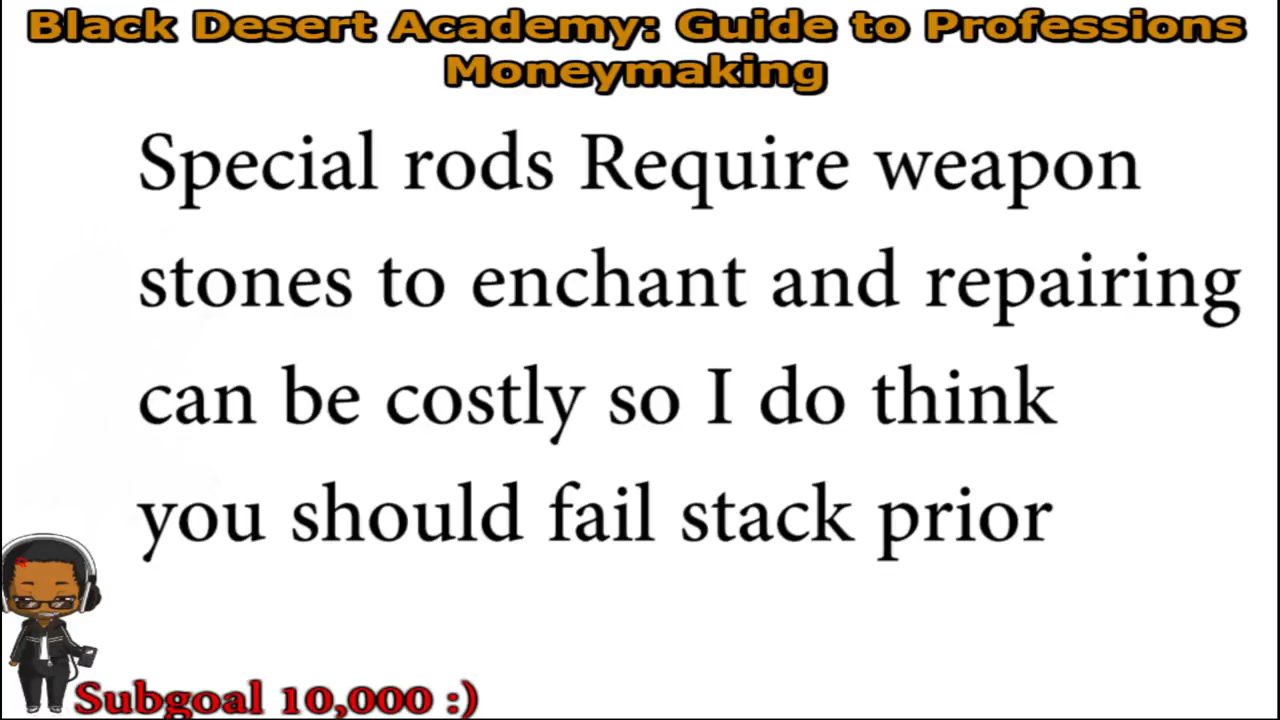 Black Desert Academy: Guide to Professions
Moneymaking
Special rods Require weapon
stones to enchant and repairing
can be costly so I do think
you should fail stack prior
Subgoal 10,000 :)